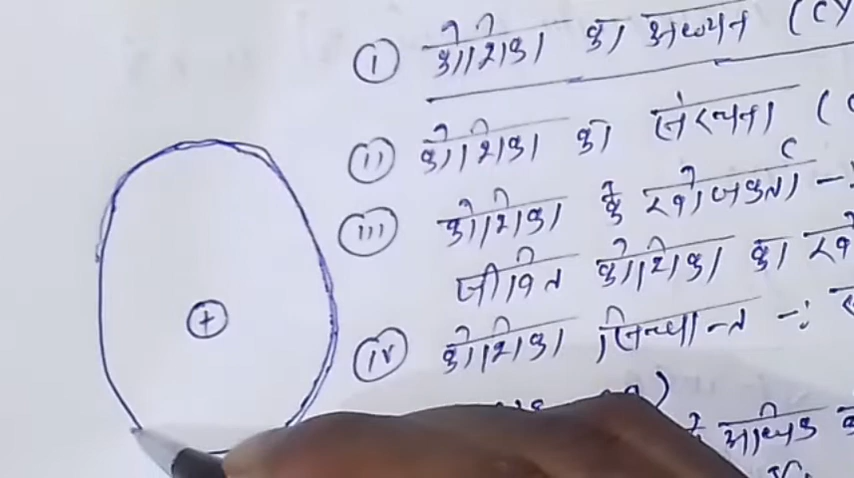 (i) कोशिका का अध्ययन (CY
(ii) कोशिका की संरचना (
(iii) कोशिका के खोजकर्ता -:
जीवित कोशिका का खो
(iv) कोशिका सिद्धान्त -:
अधिक
+